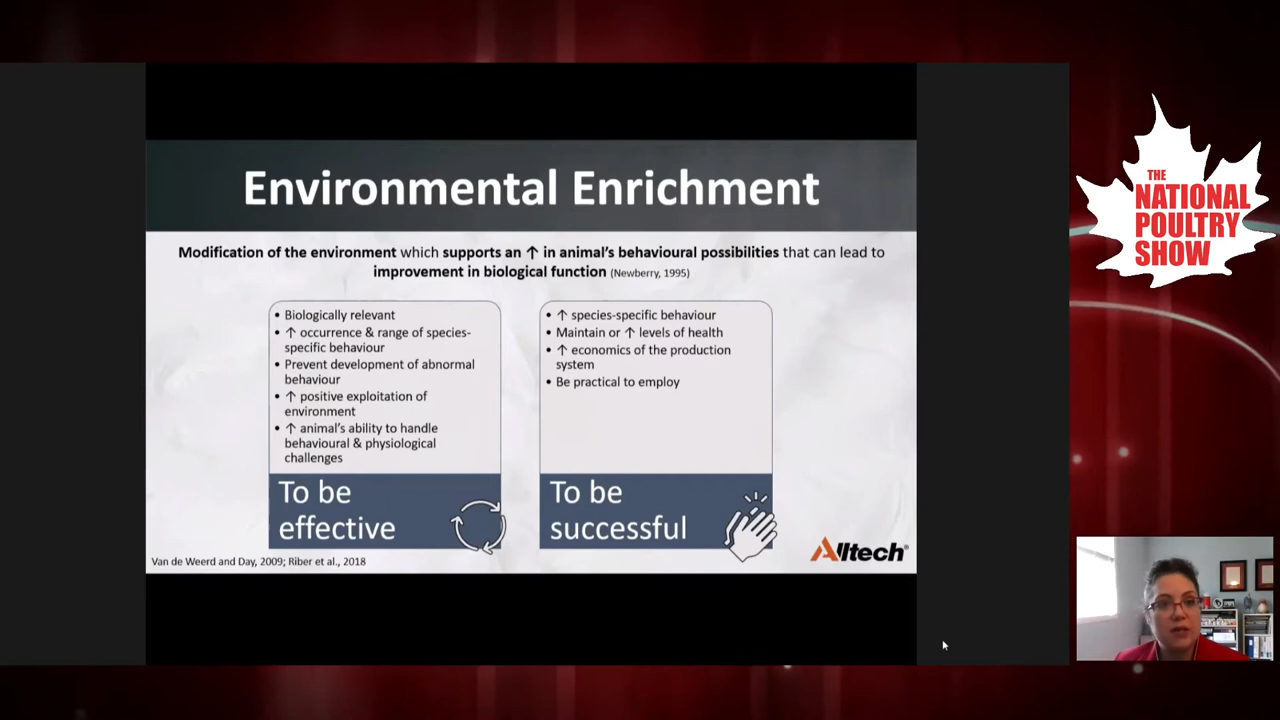 Environmental Enrichment
Modification of the environment which supports an ↑ in animal's behavioural possibilities that can lead to
improvement in biological function (Newberry, 1995)
• Biologically relevant
• ↑ occurrence & range of species-
specific behaviour
• Prevent development of abnormal
behaviour
• ↑ positive exploitation of
environment
• ↑ animal's ability to handle
behavioural & physiological
challenges
To be
effective
• ↑ species-specific behaviour
• Maintain or ↑ levels of health
• ↑ economics of the production
system
• Be practical to employ
To be
successful
Van de Weerd and Day, 2009; Riber et al., 2018
Alltech®
THE
NATIONAL
POULTRY
SHOW